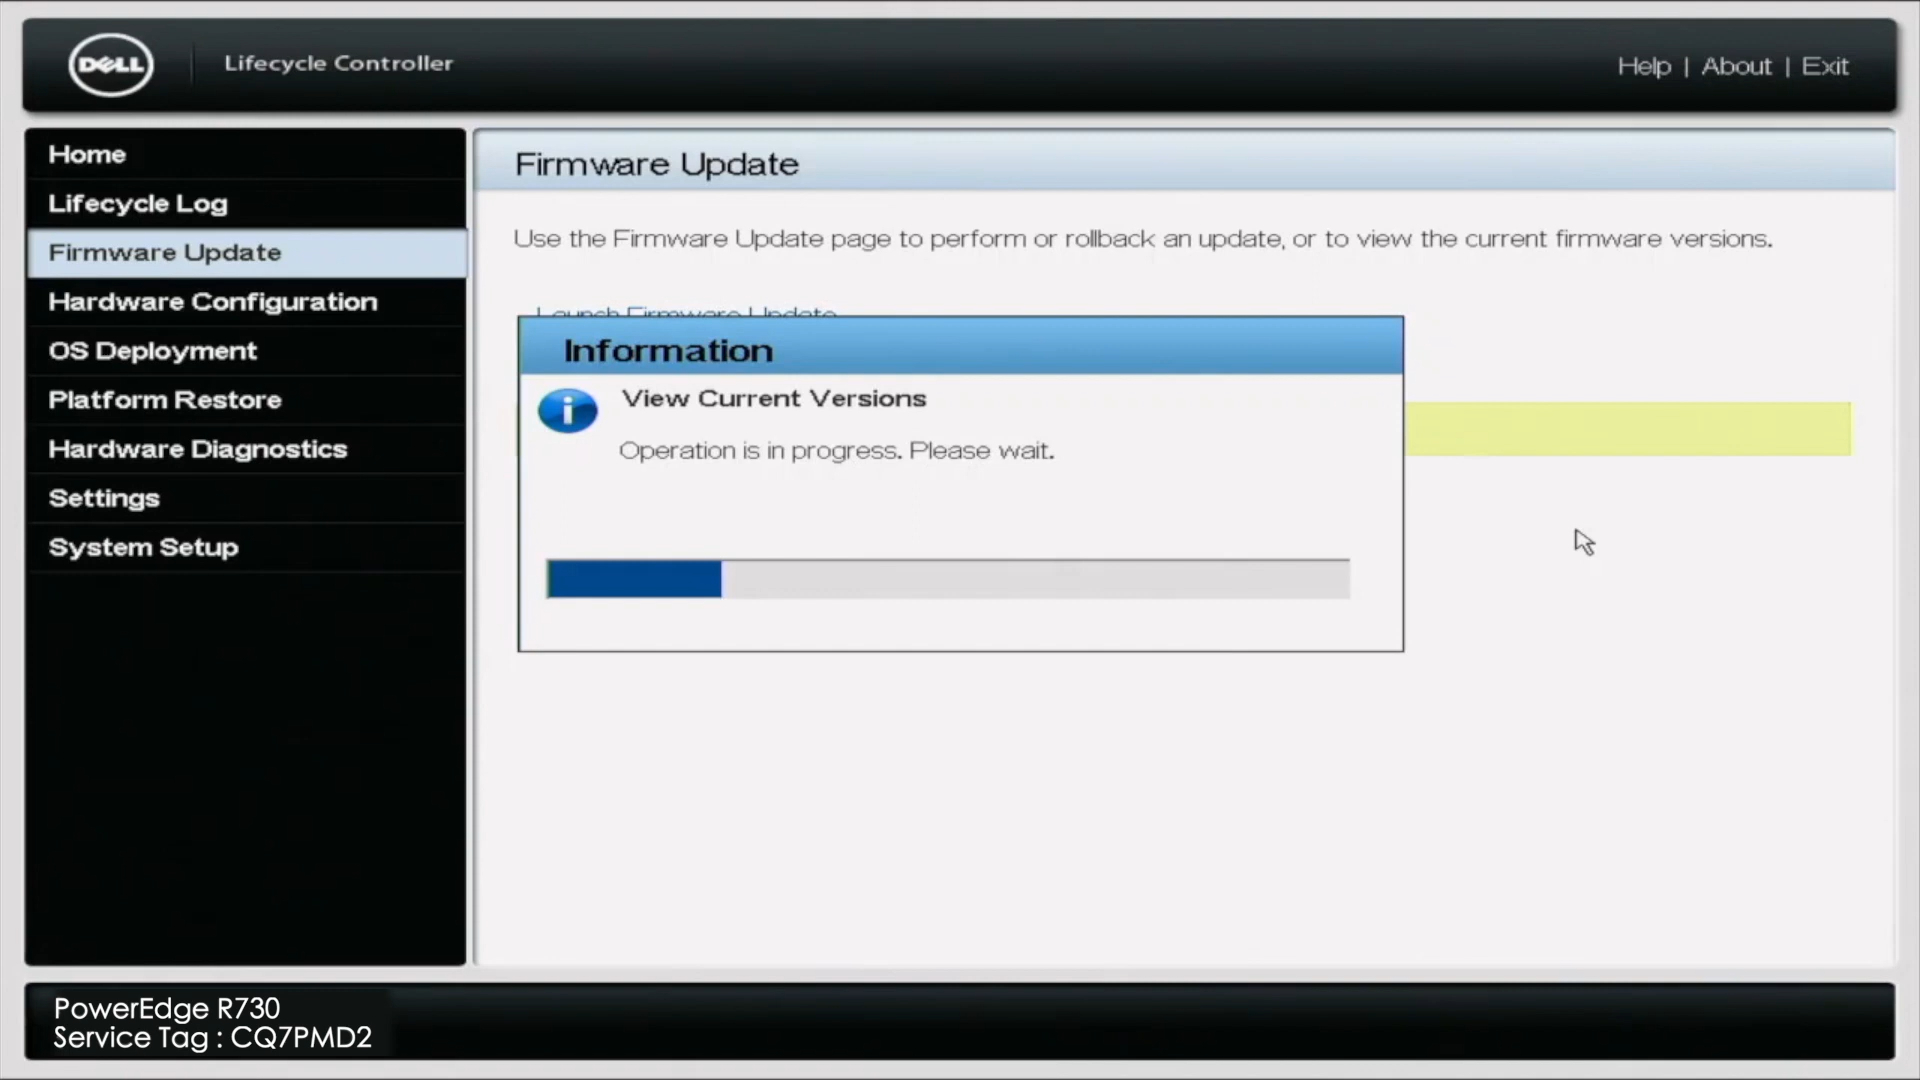 DELL
Lifecycle Controller
Help | About | Exit
Home
Lifecycle Log
Firmware Update
Hardware Configuration
OS Deployment
Platform Restore
Hardware Diagnostics
Settings
System Setup
Firmware Update
Use the Firmware Update page to perform or rollback an update, or to view the current firmware versions.
Launch Firmware Update
Information
View Current Versions
Operation is in progress. Please wait.
PowerEdge R730
Service Tag : CQ7PMD2